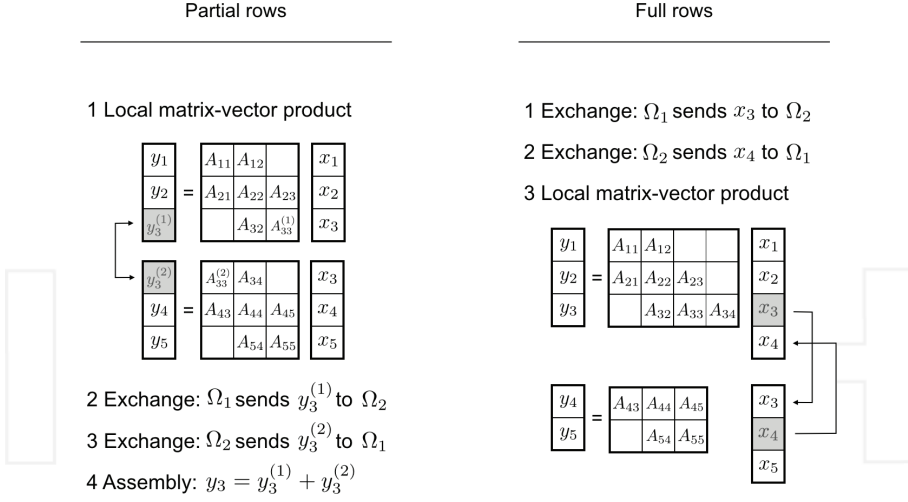 Partial rows
1 Local matrix-vector product
y₁ = A₁₁ A₁₂ x₁
y₂ A₂₁ A₂₂ A₂₃ x₂
y₃⁽¹⁾ A₃₂ A₃₃⁽¹⁾ x₃
y₃⁽²⁾ = A₃₃⁽²⁾ A₃₄ x₃
y₄ A₄₃ A₄₄ A₄₅ x₄
y₅ A₅₄ A₅₅ x₅
2 Exchange: Ω₁ sends y₃⁽¹⁾ to Ω₂
3 Exchange: Ω₂ sends y₃⁽²⁾ to Ω₁
4 Assembly: y₃ = y₃⁽¹⁾ + y₃⁽²⁾
Full rows
1 Exchange: Ω₁ sends x₃ to Ω₂
2 Exchange: Ω₂ sends x₄ to Ω₁
3 Local matrix-vector product
y₁ A₁₁ A₁₂ x₁
y₂ = A₂₁ A₂₂ A₂₃ x₂
y₃ A₃₂ A₃₃ A₃₄ x₃
x₄
y₄ = A₄₃ A₄₄ A₄₅ x₃
y₅ A₅₄ A₅₅ x₄
x₅